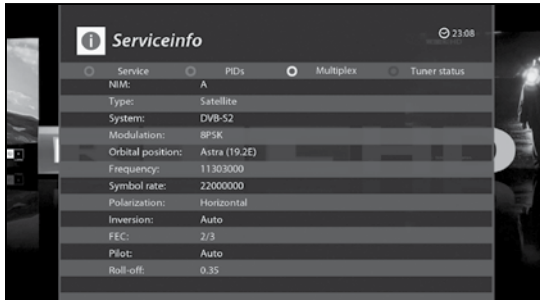 Serviceinfo
23:08
Service PIDs Multiplex Tuner status
NIM: A
Type: Satellite
System: DVB-S2
Modulation: 8PSK
Orbital position: Astra (19.2E)
Frequency: 11303000
Symbol rate: 22000000
Polarization: Horizontal
Inversion: Auto
FEC: 2/3
Pilot: Auto
Roll-off: 0.35